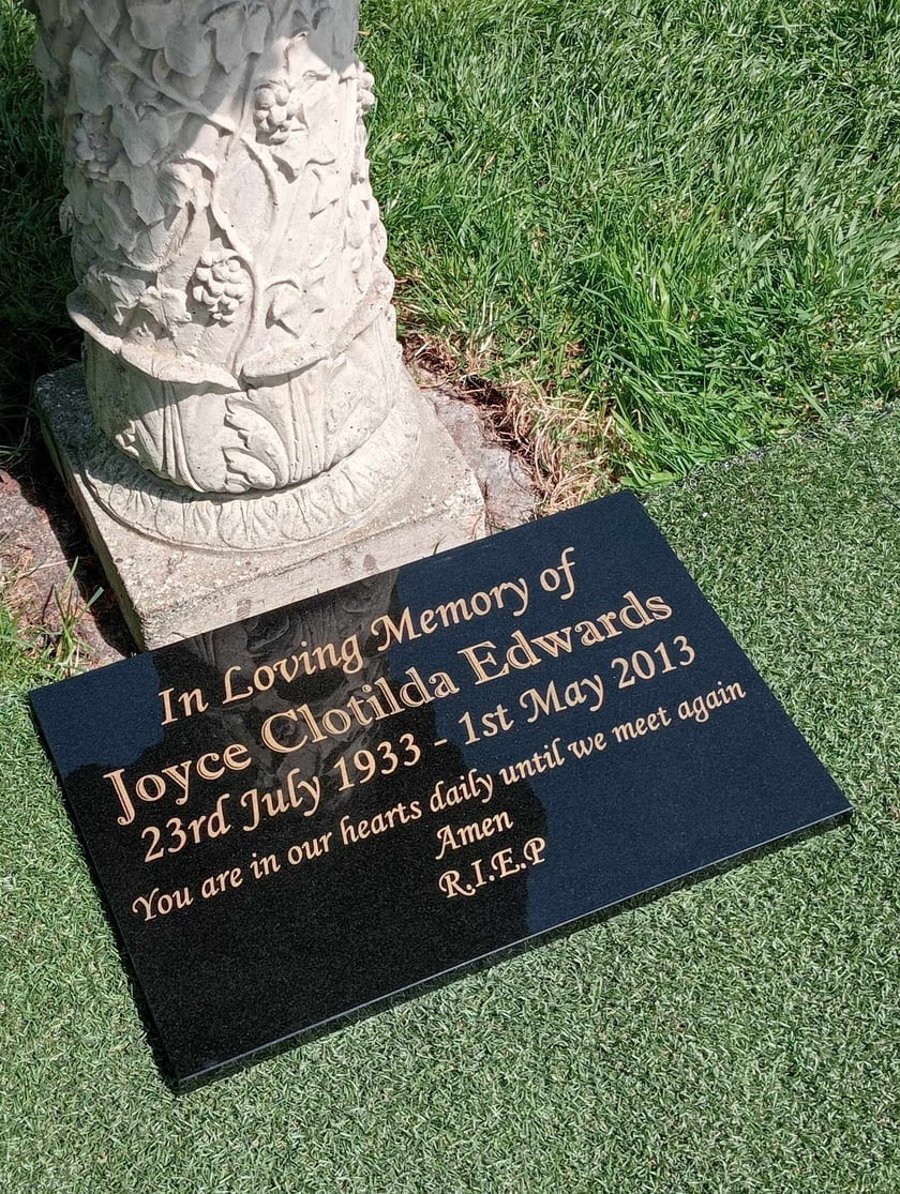 In Loving Memory of
Joyce Clotilda Edwards
23rd July 1933 - 1st May 2013
You are in our hearts daily until we meet again
Amen
R.I.E.P